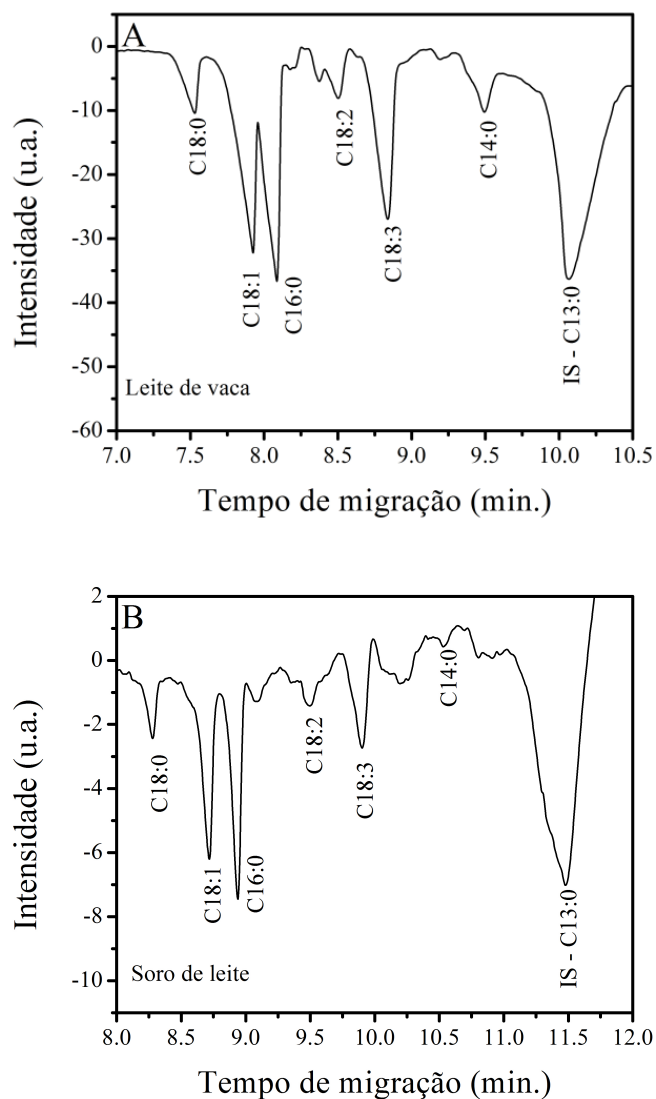 A
0
-10
-20
-30
-40
-50
-60
Intensidade (u.a.)
C18:0
C18:1
C16:0
C18:2
C18:3
C14:0
IS - C13:0
Leite de vaca
7.0 7.5 8.0 8.5 9.0 9.5 10.0 10.5
Tempo de migração (min.)
B
2
0
-2
-4
-6
-8
-10
Intensidade (u.a.)
C18:0
C18:1
C16:0
C18:2
C18:3
C14:0
IS - C13:0
Soro de leite
8.0 8.5 9.0 9.5 10.0 10.5 11.0 11.5 12.0
Tempo de migração (min.)